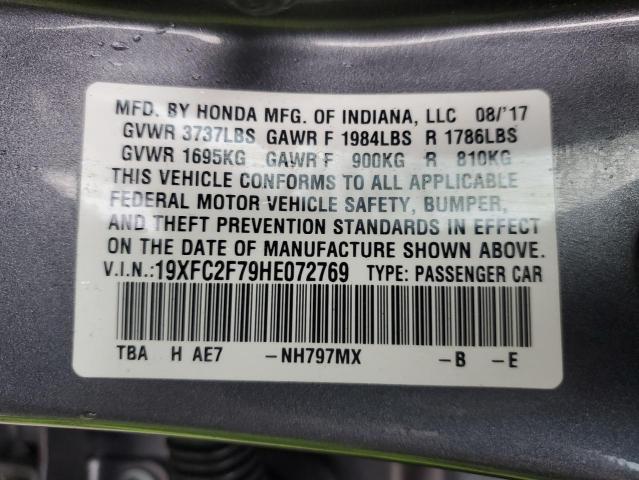 MFD. BY HONDA MFG. OF INDIANA, LLC 08/'17
GVWR 3737LBS GAWR F 1984LBS R 1786LBS
GVWR 1695KG GAWR F 900KG R 810KG
THIS VEHICLE CONFORMS TO ALL APPLICABLE
FEDERAL MOTOR VEHICLE SAFETY, BUMPER,
AND THEFT PREVENTION STANDARDS IN EFFECT
ON THE DATE OF MANUFACTURE SHOWN ABOVE.
V.I.N.:19XFC2F79HE072769 TYPE: PASSENGER CAR
TBA H AE7 -NH797MX -B -E